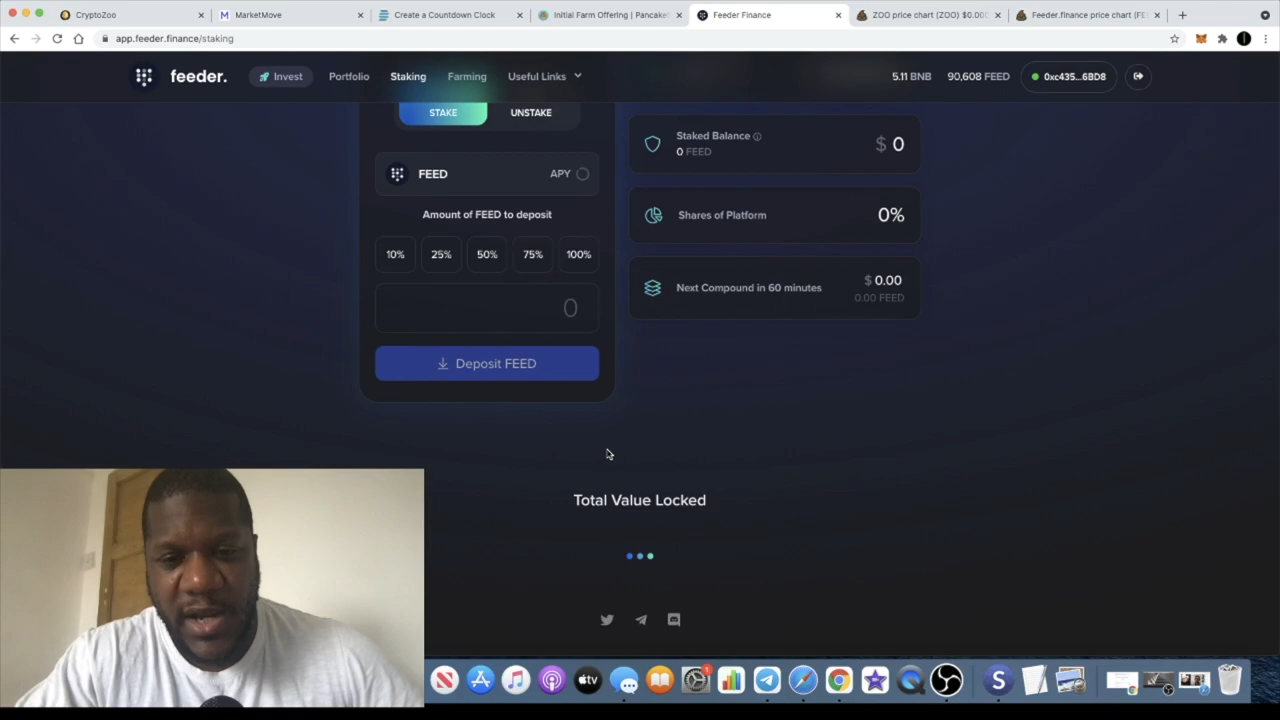 CryptoZoo
MarketMove
Create a Countdown Clock
Initial Farm Offering | Pancake
Feeder Finance
ZOO price chart (ZOO) $0.00
Feeder.finance price chart (FE
app.feeder.finance/staking
feeder.
Invest
Portfolio
Staking
Farming
Useful Links
5.11 BNB
90,608 FEED
0xc435...6BD8
STAKE
UNSTAKE
FEED
APY
Amount of FEED to deposit
10%
25%
50%
75%
100%
0
Deposit FEED
Staked Balance
0 FEED
$ 0
Shares of Platform
0%
Next Compound in 60 minutes
$ 0.00
0.00 FEED
Total Value Locked
tv
1
S